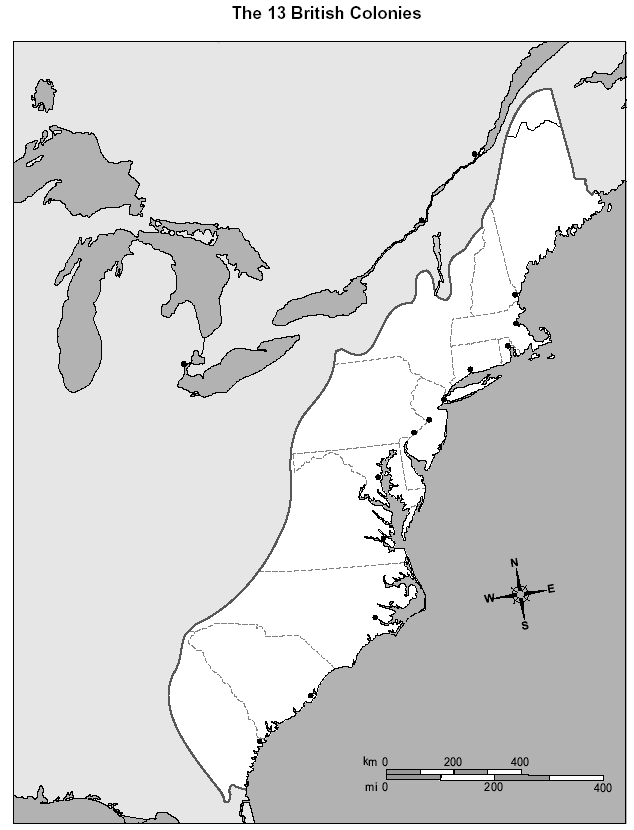 The 13 British Colonies
N
W E
S
km 0 200 400
mi 0 200 400